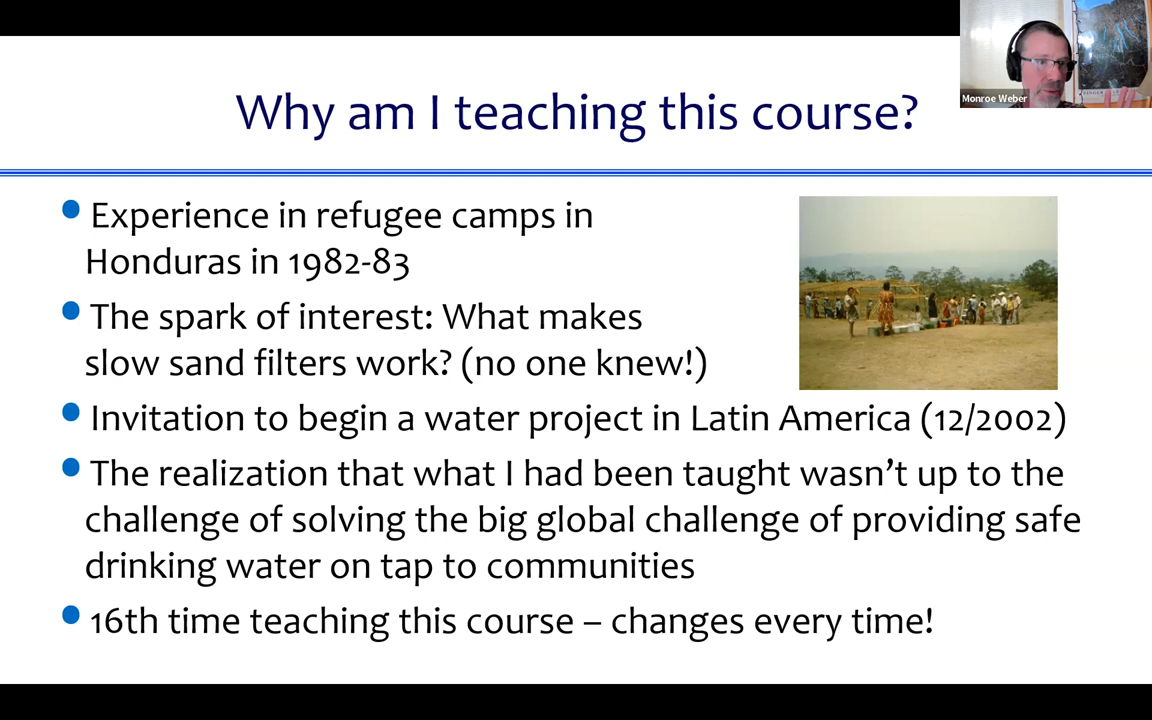 Why am I teaching this course?
Monroe Weber
• Experience in refugee camps in
Honduras in 1982-83
• The spark of interest: What makes
slow sand filters work? (no one knew!)
• Invitation to begin a water project in Latin America (12/2002)
• The realization that what I had been taught wasn’t up to the
challenge of solving the big global challenge of providing safe
drinking water on tap to communities
• 16th time teaching this course – changes every time!